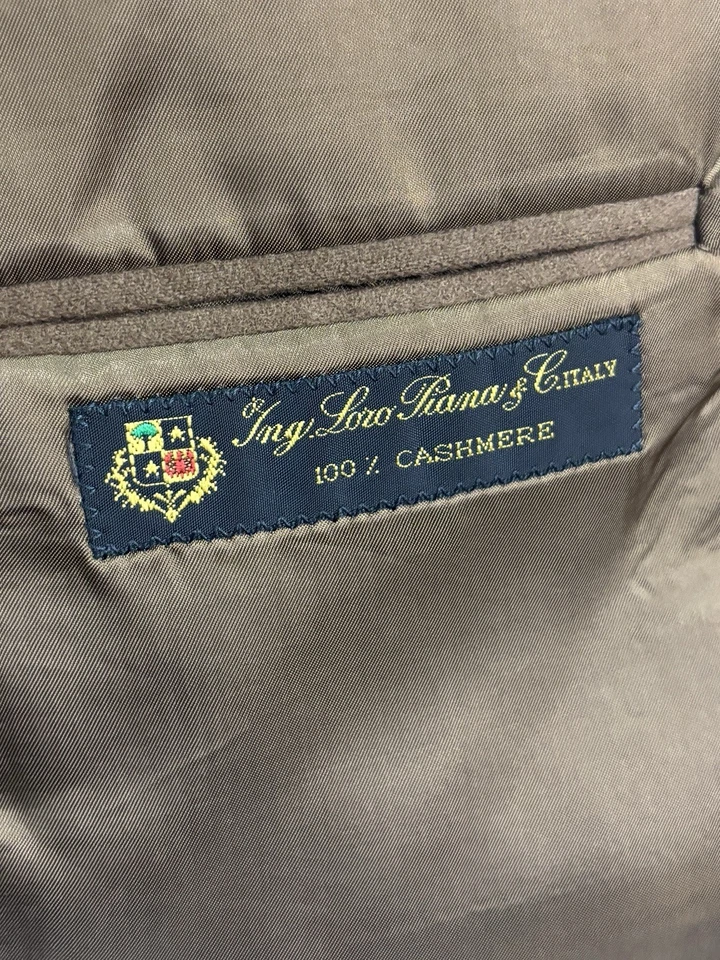 ® Ing. Loro Piana & C. ITALY
100 % CASHMERE